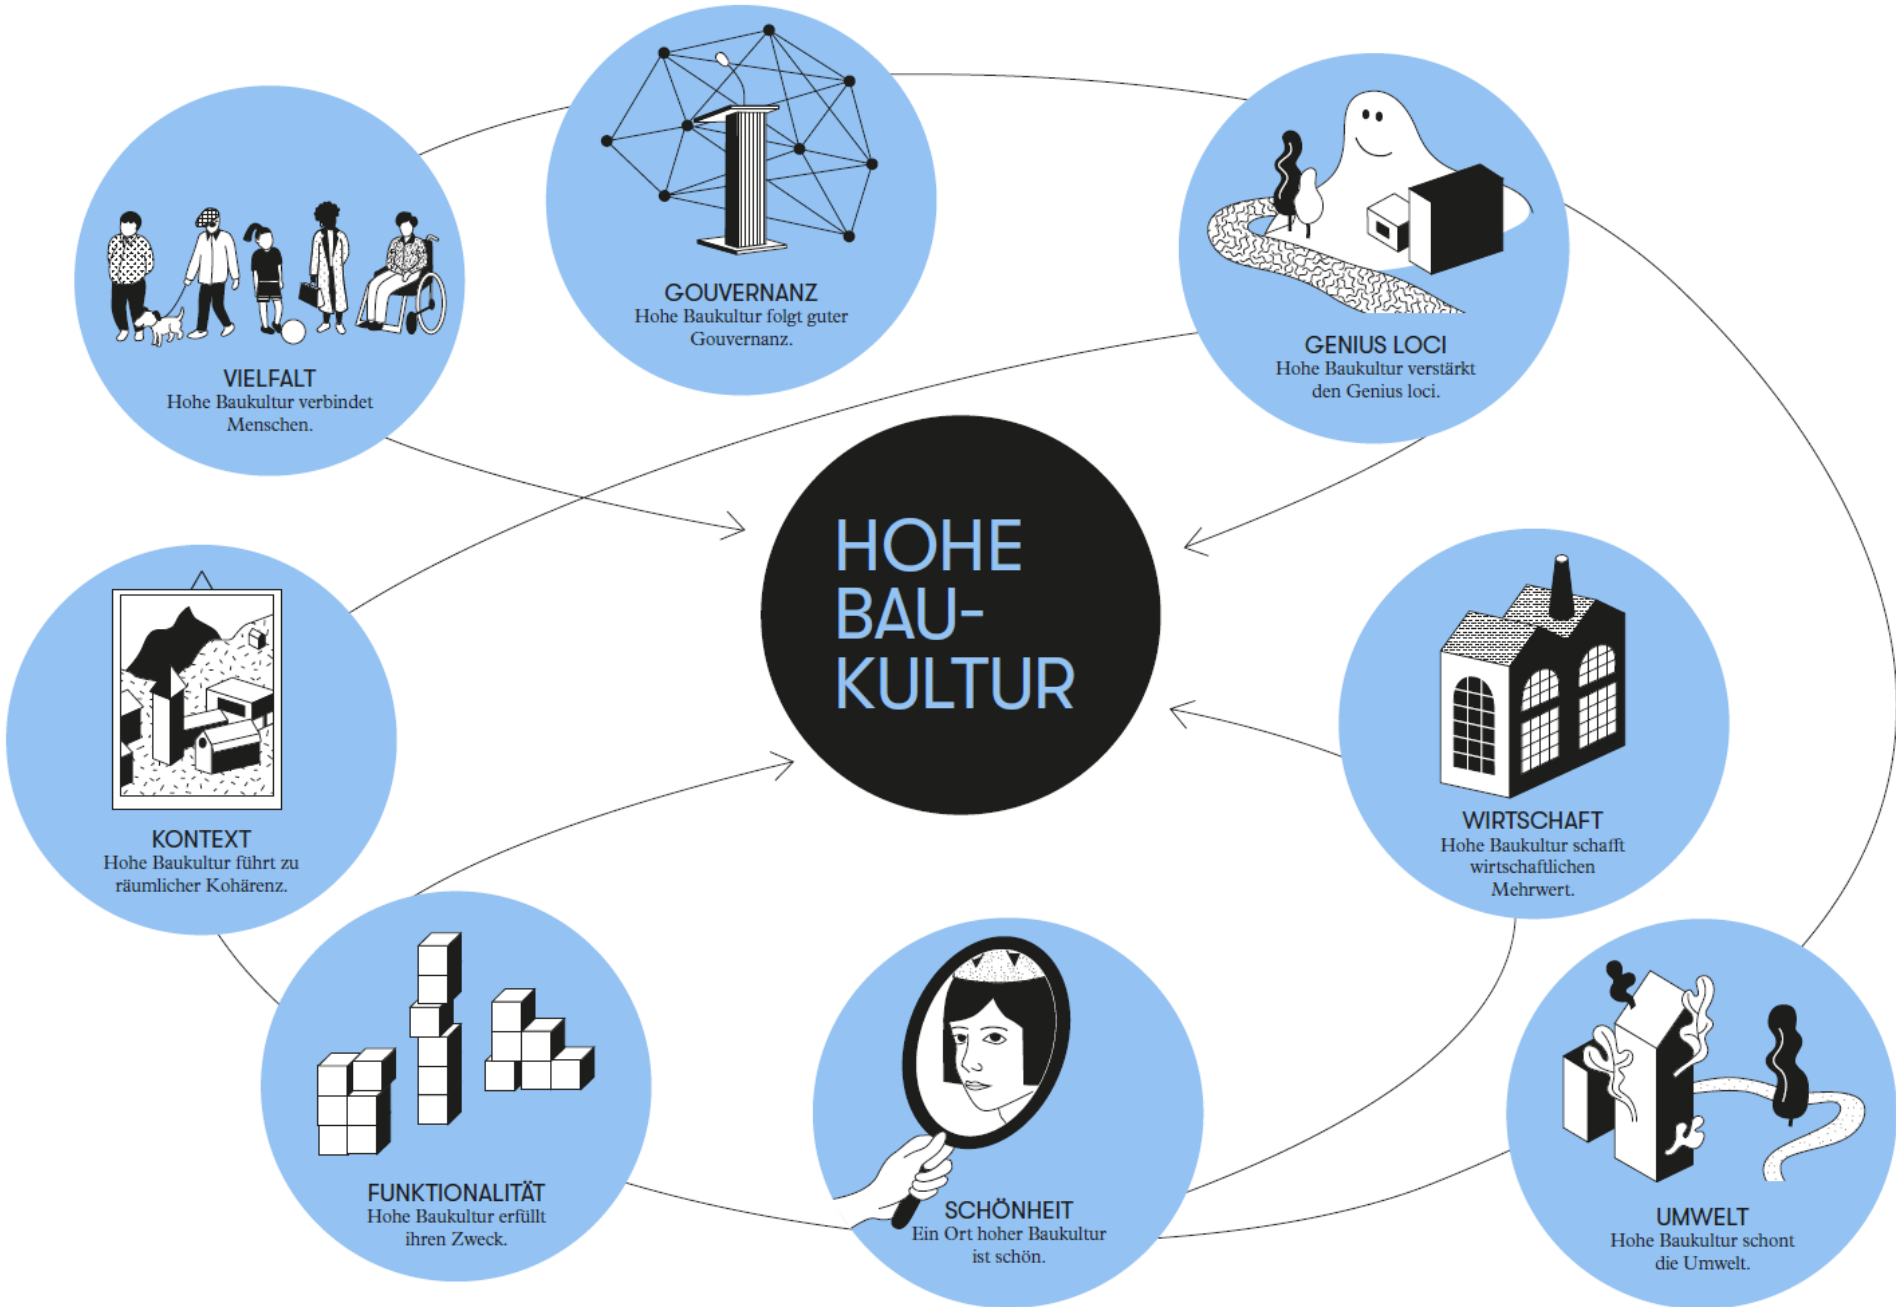 VIELFALT
Hohe Baukultur verbindet
Menschen.
GOUVERNANZ
Hohe Baukultur folgt guter
Gouvernanz.
GENIUS LOCI
Hohe Baukultur verstärkt
den Genius loci.
HOHE
BAU-
KULTUR
KONTEXT
Hohe Baukultur führt zu
räumlicher Kohärenz.
WIRTSCHAFT
Hohe Baukultur schafft
wirtschaftlichen
Mehrwert.
FUNKTIONALITÄT
Hohe Baukultur erfüllt
ihren Zweck.
SCHÖNHEIT
Ein Ort hoher Baukultur
ist schön.
UMWELT
Hohe Baukultur schont
die Umwelt.